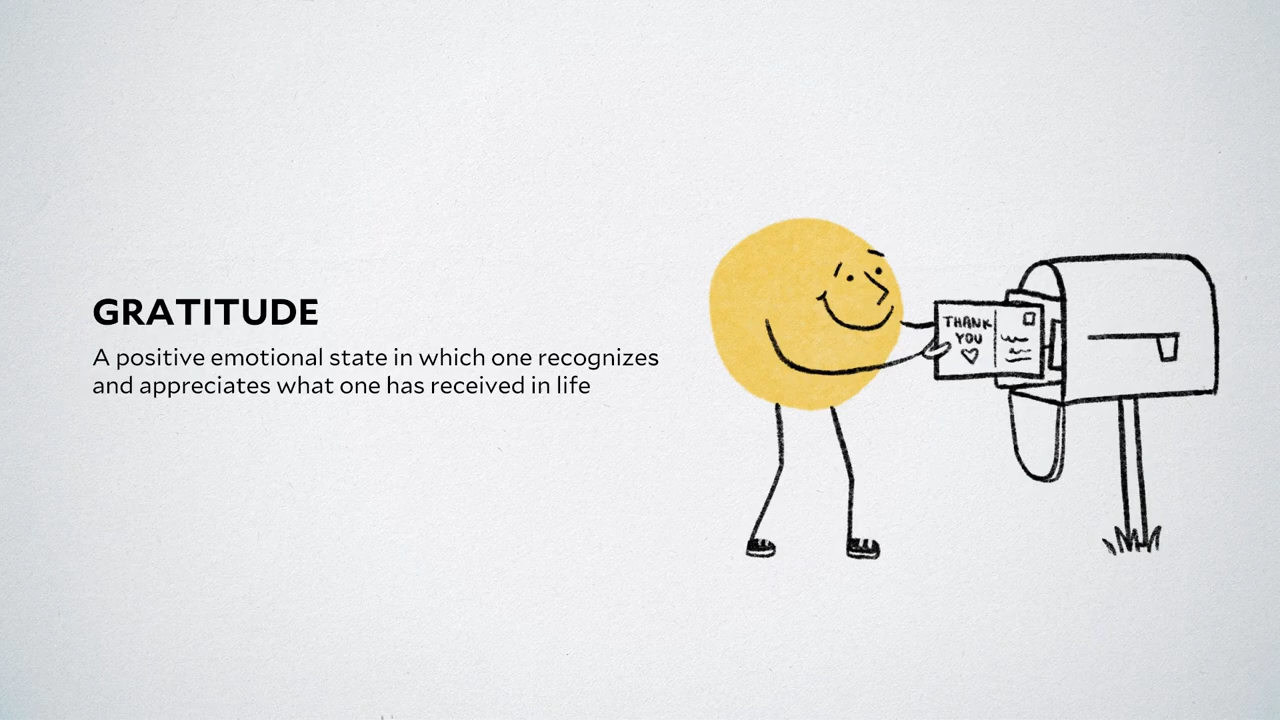 GRATITUDE
A positive emotional state in which one recognizes
and appreciates what one has received in life
THANK
YOU